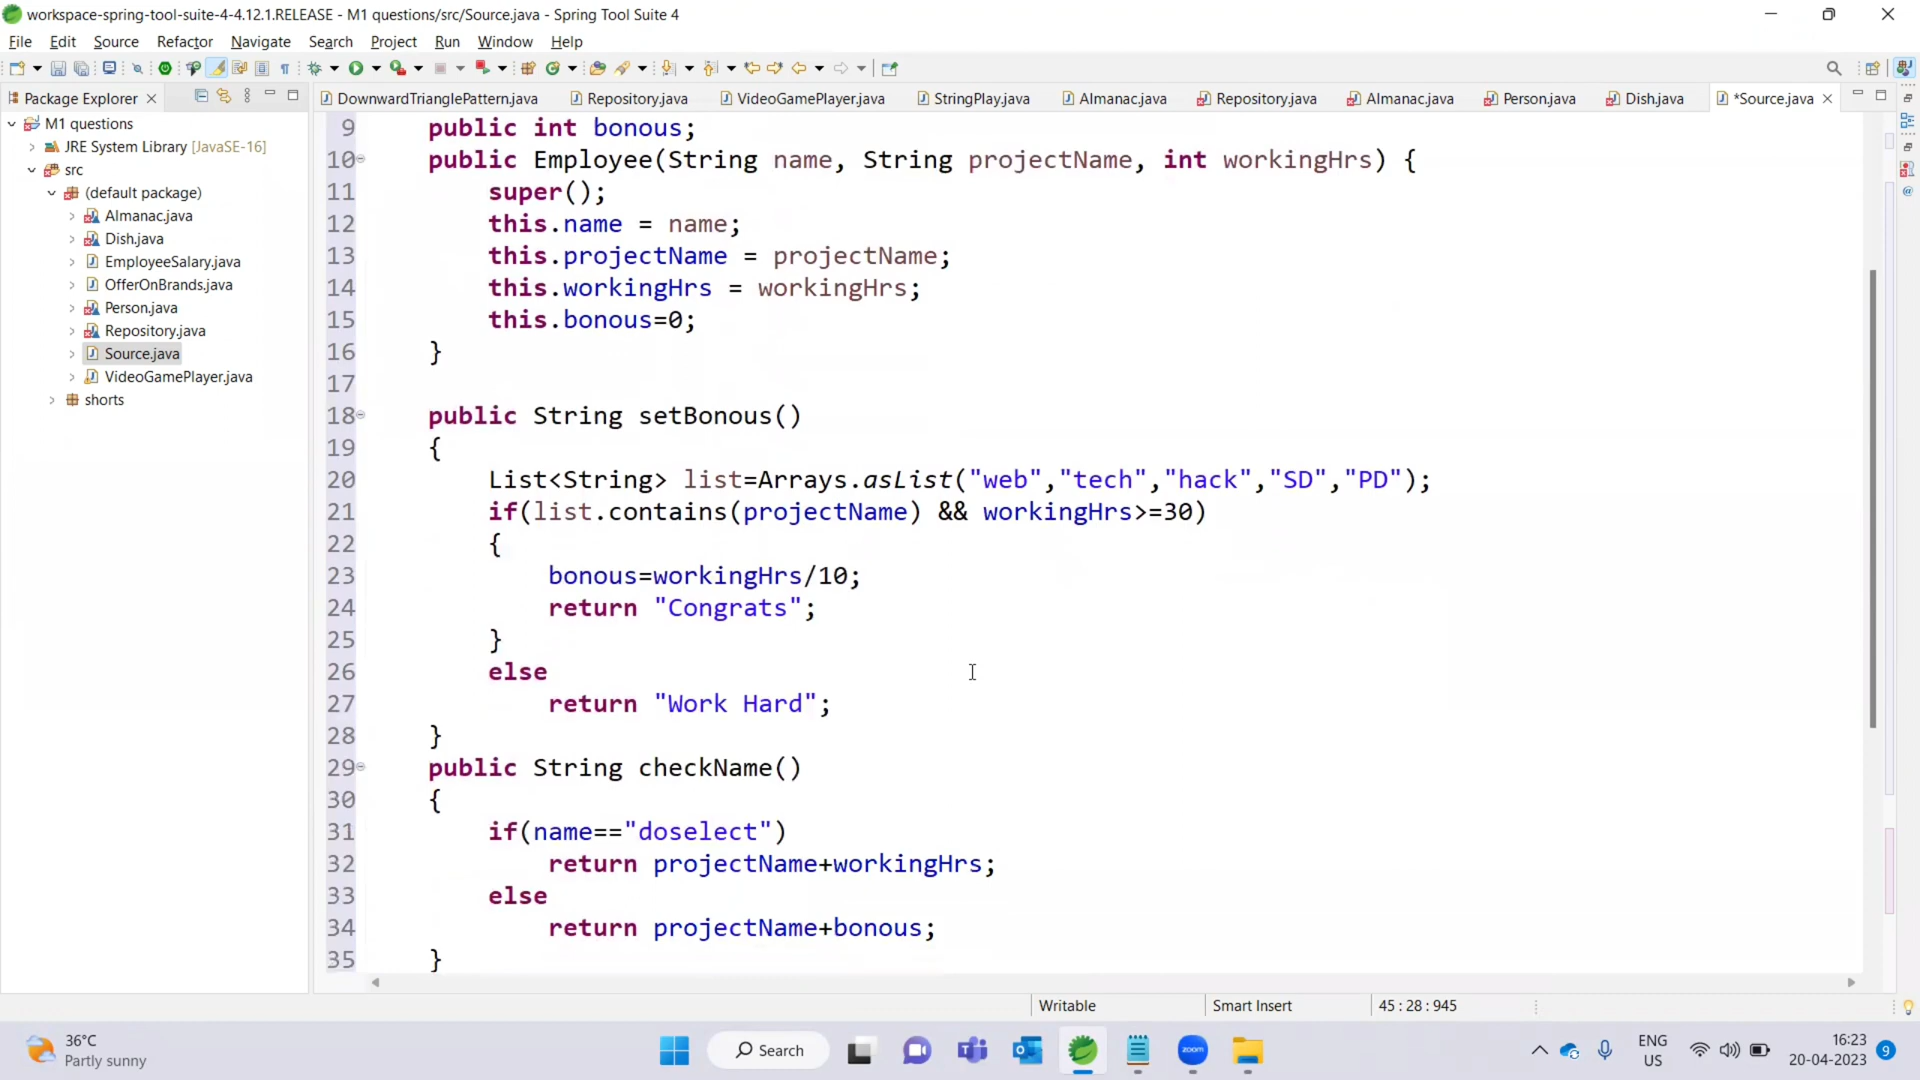 workspace-spring-tool-suite-4-4.12.1.RELEASE - M1 questions/src/Source.java - Spring Tool Suite 4
File Edit Source Refactor Navigate Search Project Run Window Help
Package Explorer
DownwardTrianglePattern.java Repository.java VideoGamePlayer.java StringPlay.java Almanac.java Repository.java Almanac.java Person.java Dish.java *Source.java
M1 questions
JRE System Library [JavaSE-16]
src
(default package)
Almanac.java
Dish.java
EmployeeSalary.java
OfferOnBrands.java
Person.java
Repository.java
Source.java
VideoGamePlayer.java
shorts
9 public int bonous;
10 public Employee(String name, String projectName, int workingHrs) {
11 super();
12 this.name = name;
13 this.projectName = projectName;
14 this.workingHrs = workingHrs;
15 this.bonous=0;
16 }
17
18 public String setBonous()
19 {
20 List<String> list=Arrays.asList("web","tech","hack","SD","PD");
21 if(list.contains(projectName) && workingHrs>=30)
22 {
23 bonous=workingHrs/10;
24 return "Congrats";
25 }
26 else
27 return "Work Hard";
28 }
29 public String checkName()
30 {
31 if(name=="doselect")
32 return projectName+workingHrs;
33 else
34 return projectName+bonous;
35 }
Writable Smart Insert 45 : 28 : 945
36°C
Partly sunny
Search
zoom
ENG
US
16:23
20-04-2023
9